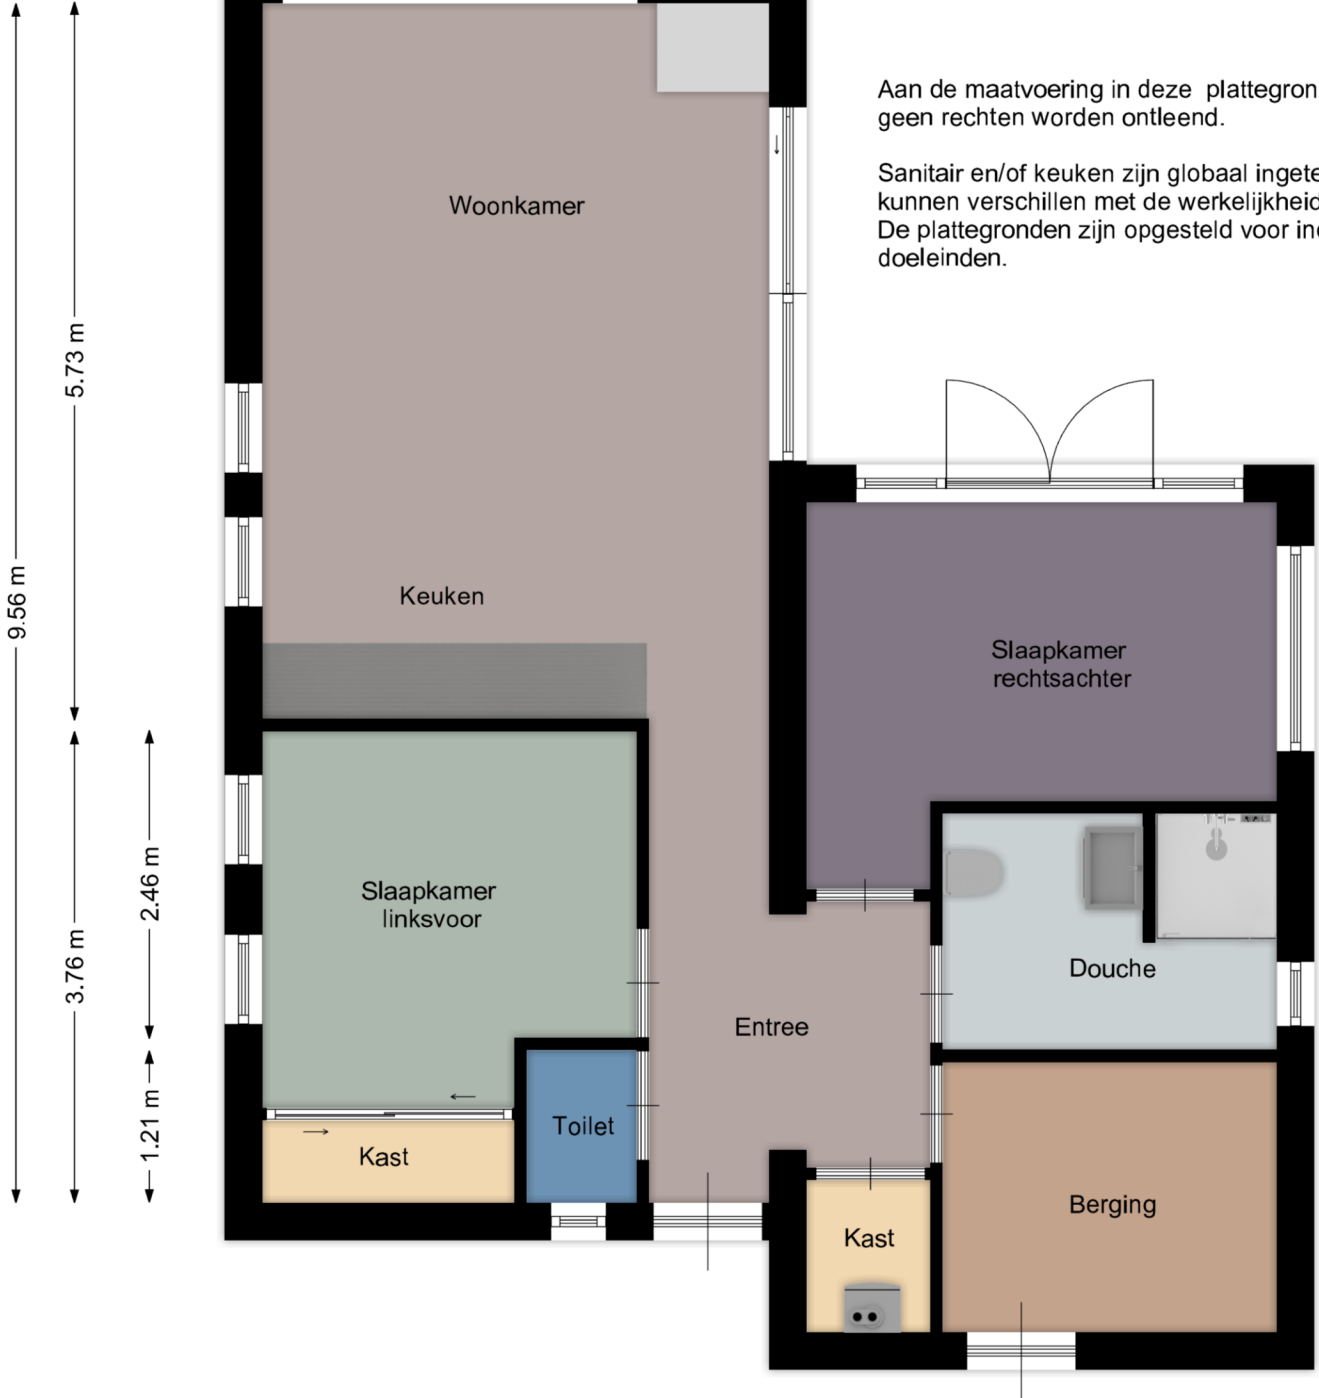 Aan de maatvoering in deze plattegron
geen rechten worden ontleend.
Sanitair en/of keuken zijn globaal ingete
kunnen verschillen met de werkelijkheid
De plattegronden zijn opgesteld voor in
doeleinden.
Woonkamer
5.73 m
9.56 m
Keuken
Slaapkamer
rechtsachter
Slaapkamer
linksvoor
2.46 m
3.76 m
Douche
Entree
1.21 m
Toilet
Kast
Berging
Kast